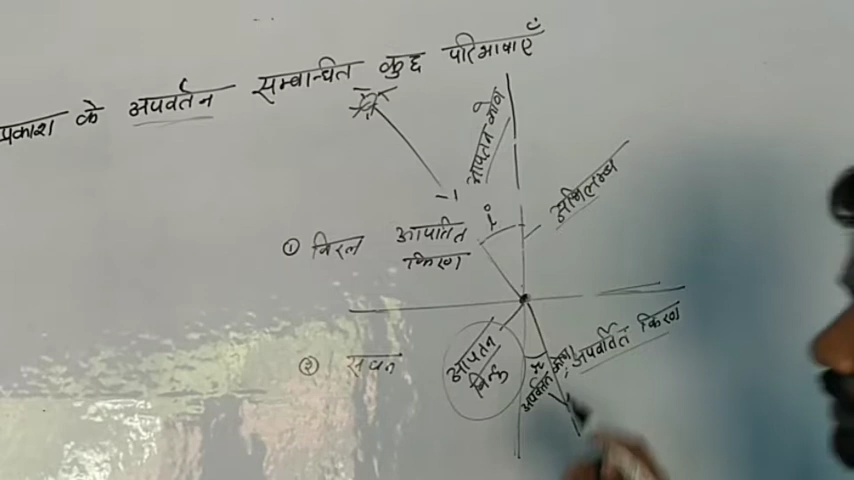 प्रकाश के अपवर्तन सम्बन्धित कुछ परिभाषाएँ
आपतन कोण
अभिलम्ब
i
① विरल
आपतित
किरण
② सघन
आपतन
बिन्दु
r
अपवर्तन कोण
अपवर्तित किरण